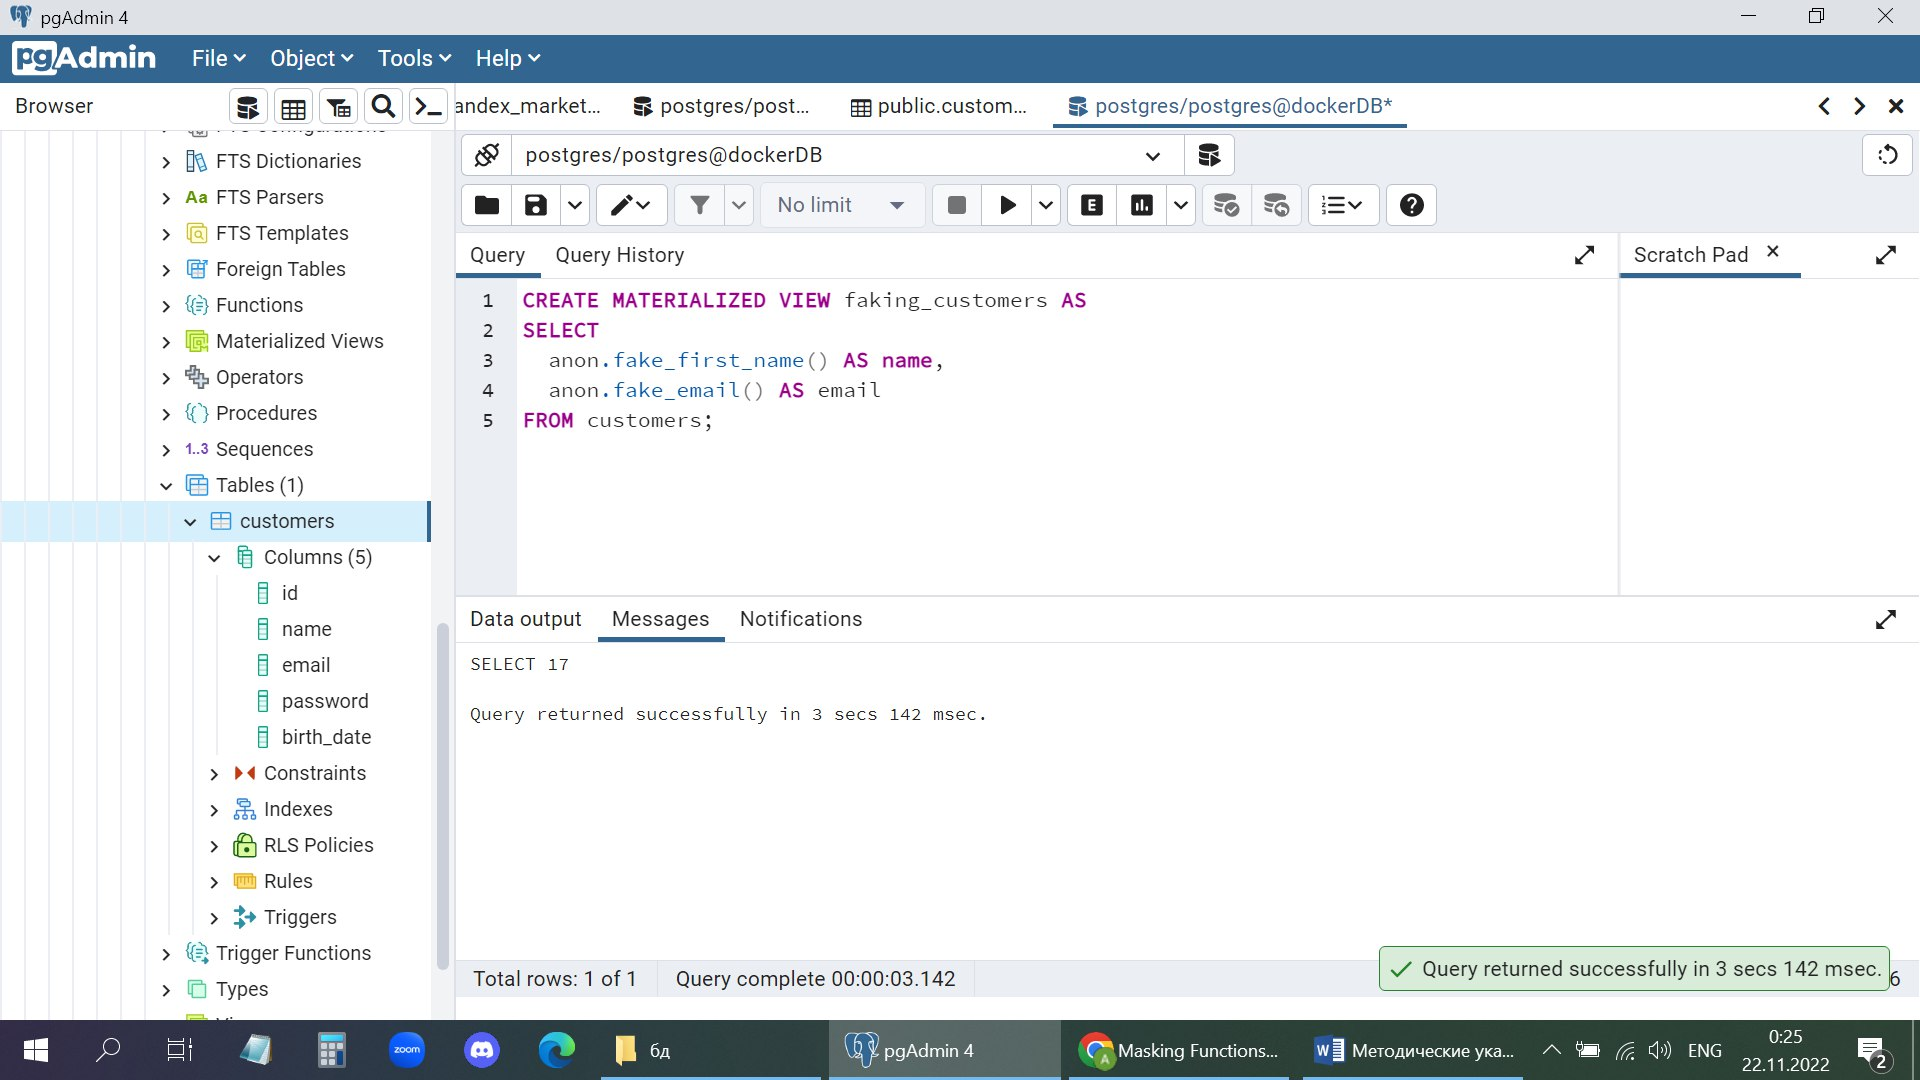 pgAdmin 4
pgAdmin
File
Object
Tools
Help
Browser
andex_market...
postgres/post...
public.custom...
postgres/postgres@dockerDB*
FTS Configurations
FTS Dictionaries
Aa FTS Parsers
FTS Templates
Foreign Tables
Functions
Materialized Views
Operators
Procedures
1..3 Sequences
Tables (1)
customers
Columns (5)
id
name
email
password
birth_date
Constraints
Indexes
RLS Policies
Rules
Triggers
Trigger Functions
Types
postgres/postgres@dockerDB
No limit
E
Query
Query History
Scratch Pad
1 CREATE MATERIALIZED VIEW faking_customers AS
2 SELECT
3 anon.fake_first_name() AS name,
4 anon.fake_email() AS email
5 FROM customers;
Data output
Messages
Notifications
SELECT 17
Query returned successfully in 3 secs 142 msec.
Total rows: 1 of 1
Query complete 00:00:03.142
Query returned successfully in 3 secs 142 msec.
6
zoom
бд
pgAdmin 4
A
Masking Functions...
W
Методические ука...
ENG
0:25
22.11.2022
2